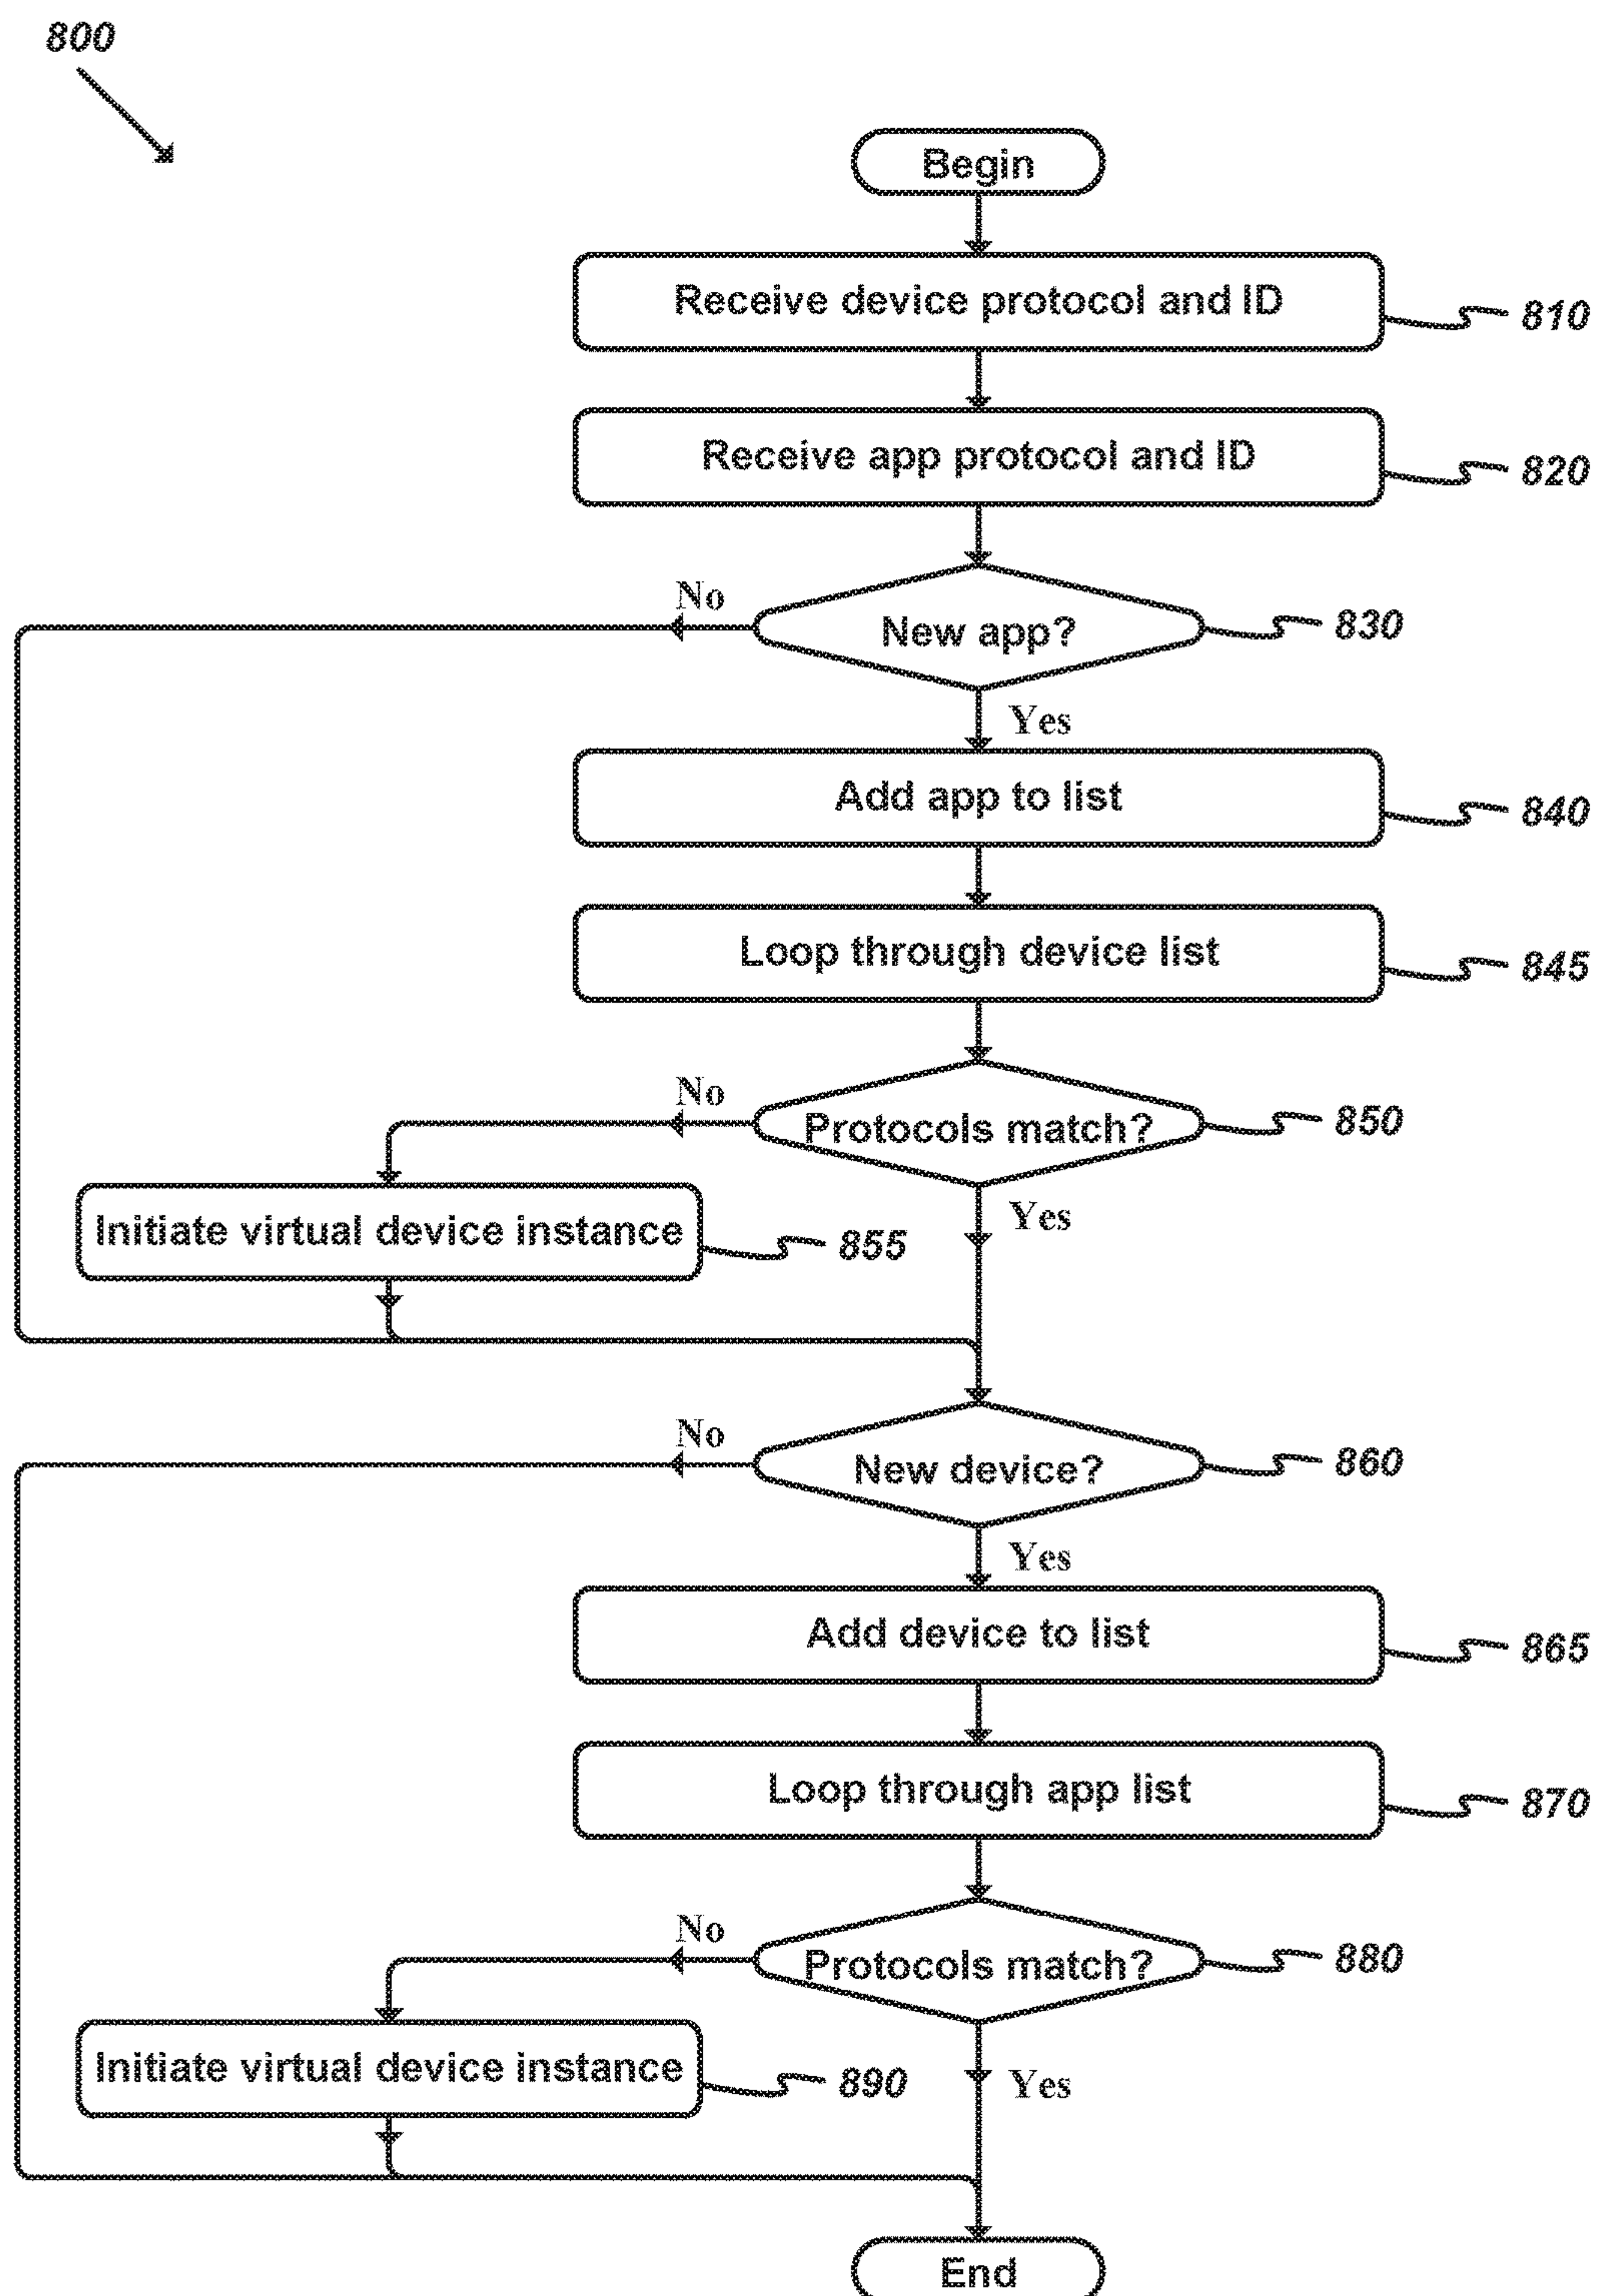 800
Begin
Receive device protocol and ID
810
Receive app protocol and ID
820
No
New app?
830
Yes
Add app to list
840
Loop through device list
845
No
Protocols match?
850
Yes
Initiate virtual device instance
855
No
New device?
860
Yes
Add device to list
865
Loop through app list
870
No
Protocols match?
880
Initiate virtual device instance
890
Yes
End